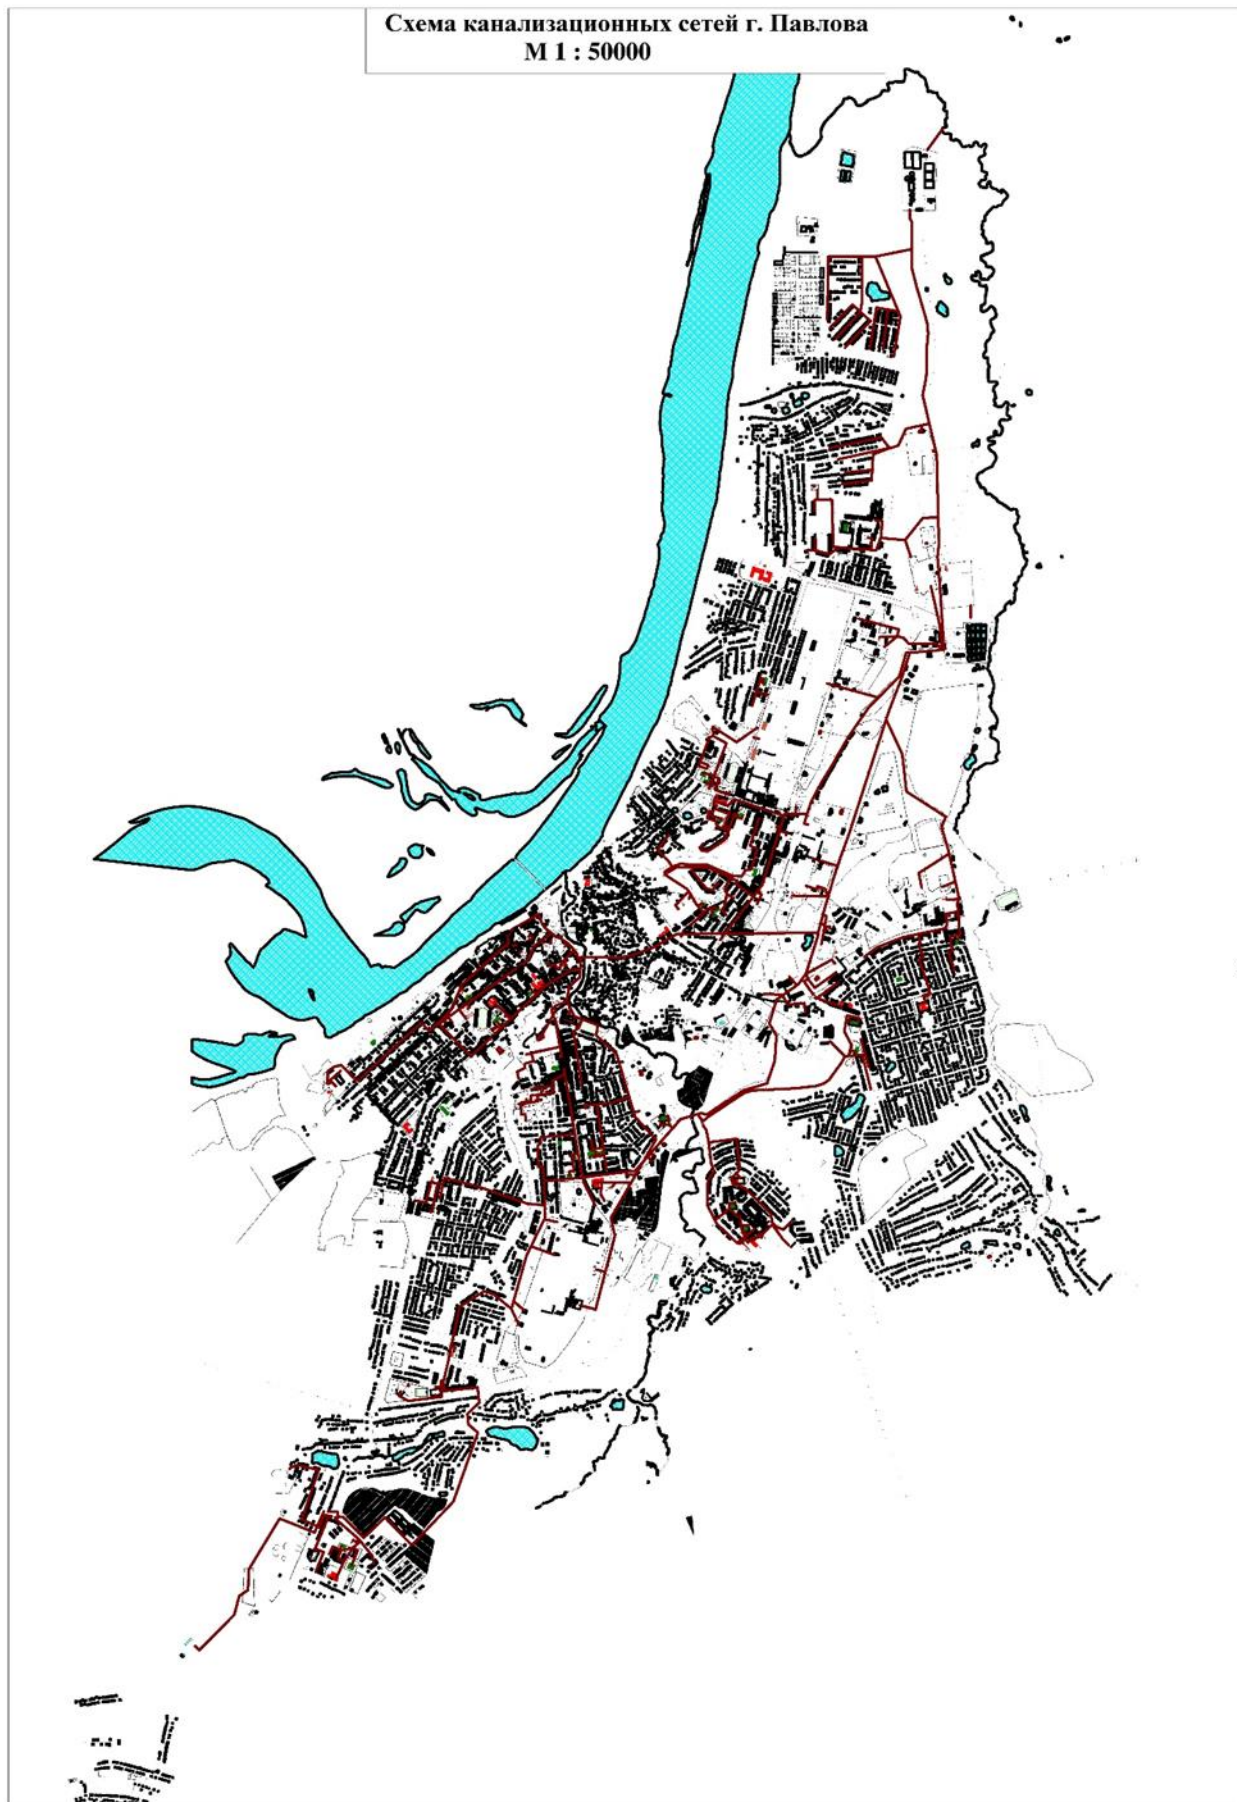 Схема канализационных сетей г. Павлова
М 1 : 50000